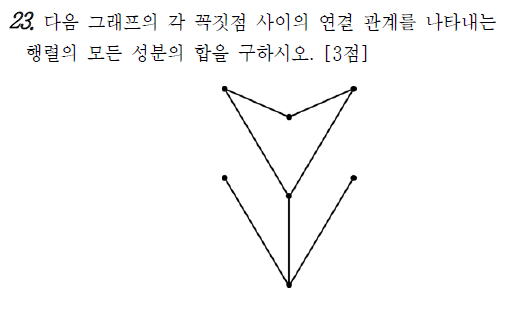 23. 다음 그래프의 각 꼭짓점 사이의 연결 관계를 나타내는
행렬의 모든 성분의 합을 구하시오. [3점]